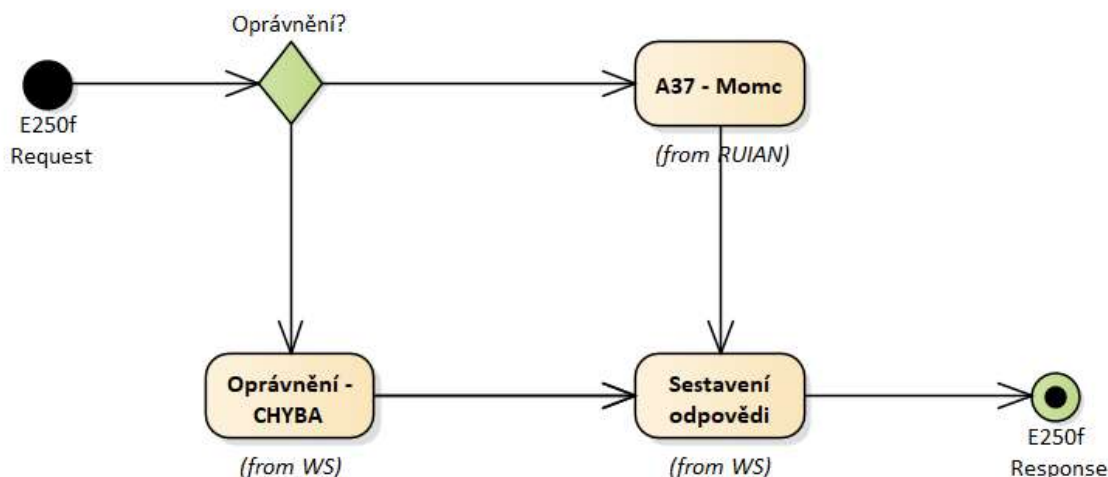 Oprávnění?
E250f
Request
A37 - Momc
(from RUIAN)
Oprávnění -
CHYBA
(from WS)
Sestavení
odpovědi
(from WS)
E250f
Response